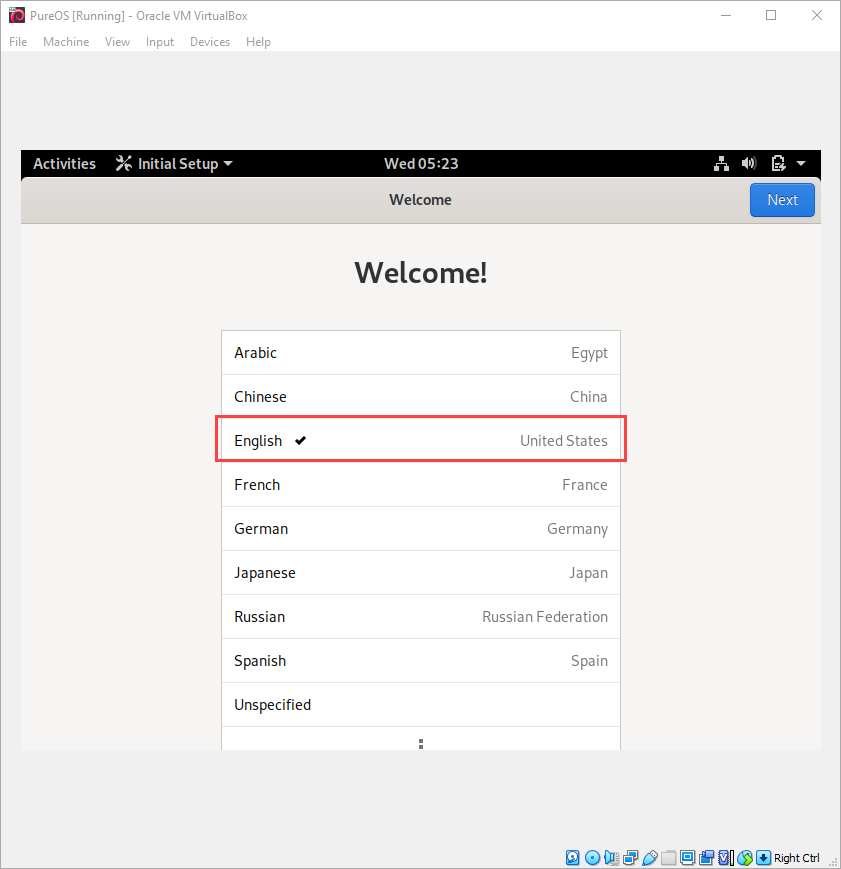 PureOS [Running] - Oracle VM VirtualBox
File Machine View Input Devices Help
Activities Initial Setup Wed 05:23
Welcome Next
Welcome!
Arabic Egypt
Chinese China
English United States
French France
German Germany
Japanese Japan
Russian Russian Federation
Spanish Spain
Unspecified
Right Ctrl